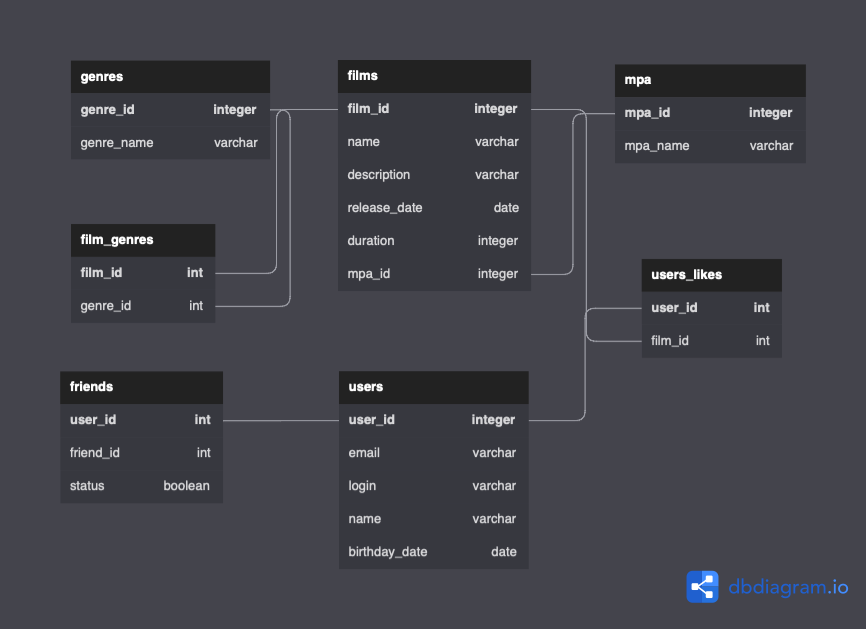 genres
genre_id integer
genre_name varchar
films
film_id integer
name varchar
description varchar
release_date date
duration integer
mpa_id integer
mpa
mpa_id integer
mpa_name varchar
film_genres
film_id int
genre_id int
users_likes
user_id int
film_id int
friends
user_id int
friend_id int
status boolean
users
user_id integer
email varchar
login varchar
name varchar
birthday_date date
dbdiagram.io